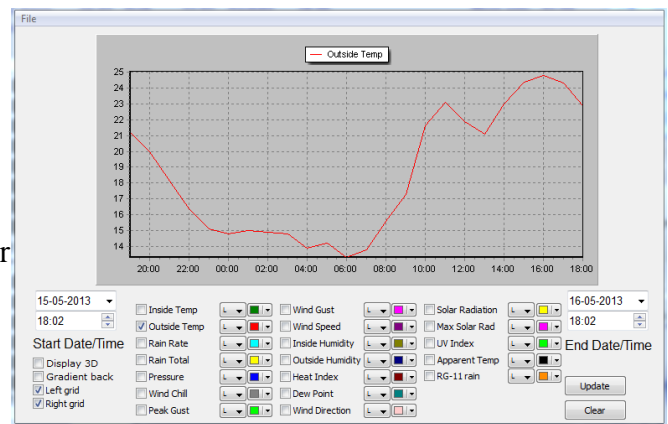 File
Outside Temp
25
24
23
22
21
20
19
18
17
16
15
14
20:00 22:00 00:00 02:00 04:00 06:00 08:00 10:00 12:00 14:00 16:00 18:00
r
15-05-2013
18:02
Start Date/Time
Display 3D
Gradient back
Left grid
Right grid
Inside Temp L
Outside Temp L
Rain Rate L
Rain Total L
Pressure L
Wind Chill L
Peak Gust L
Wind Gust L
Wind Speed L
Inside Humidity L
Outside Humidity L
Heat Index L
Dew Point L
Wind Direction L
Solar Radiation L
Max Solar Rad L
UV Index L
Apparent Temp L
RG-11 rain L
16-05-2013
18:02
End Date/Time
Update
Clear